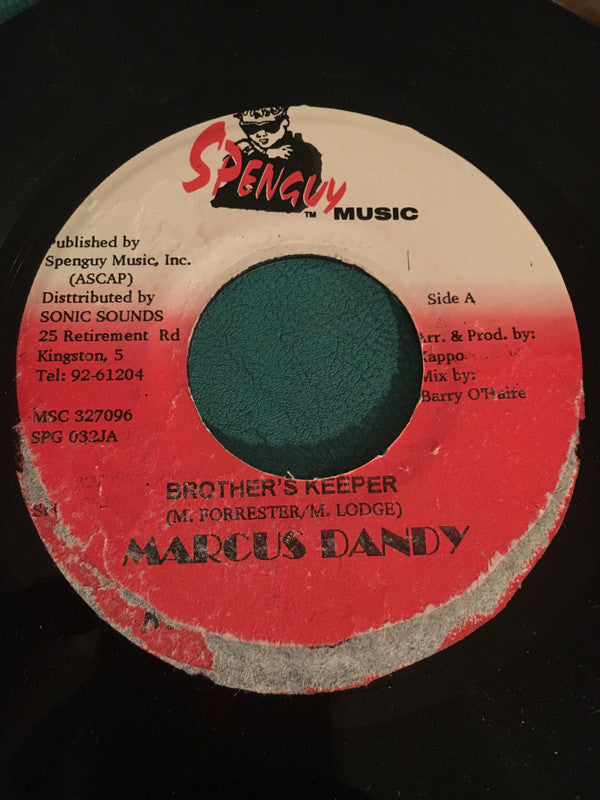 SPENGUY
™ MUSIC
Published by
Spenguy Music, Inc.
(ASCAP)
Disttributed by
SONIC SOUNDS
25 Retirement Rd
Kingston, 5
Tel: 92-61204
MSC 327096
SPG 032JA
Side A
Arr. & Prod. by:
Kappo
Mix by:
Barry O'Haire
BROTHER'S KEEPER
(M. FORRESTER/M. LODGE)
MARCUS DANDY